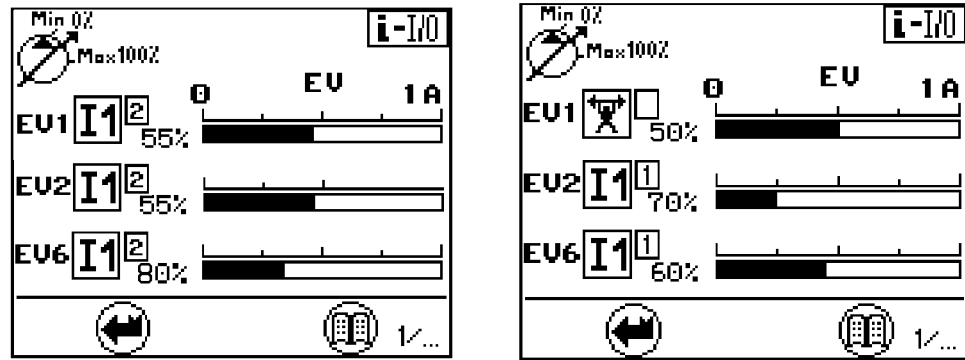 Min 0%
i-I/O
Max100%
0 EV 1A
EV1 I1 2
55%
EV2 I1 2
55%
EV6 I1 2
80%
1/...
Min 0%
i-I/O
Max100%
0 EV 1A
EV1
50%
EV2 I1 1
70%
EV6 I1 1
60%
1/...